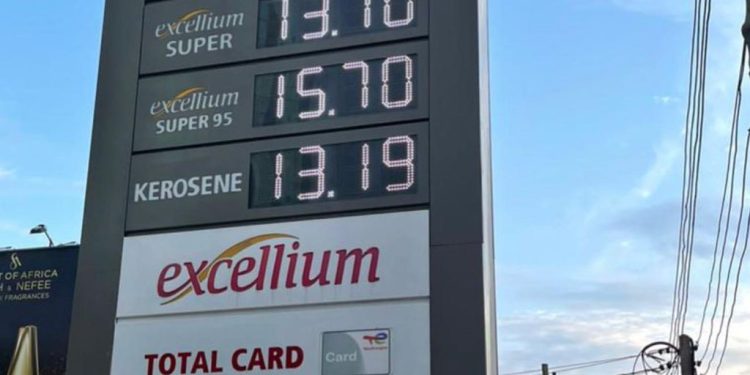 excellium
SUPER
13.10
excellium
SUPER 95
15.70
KEROSENE
13.19
excellium
TOTAL CARD
Card
OF AFRICA
& NEFEE
FRAGRANCES